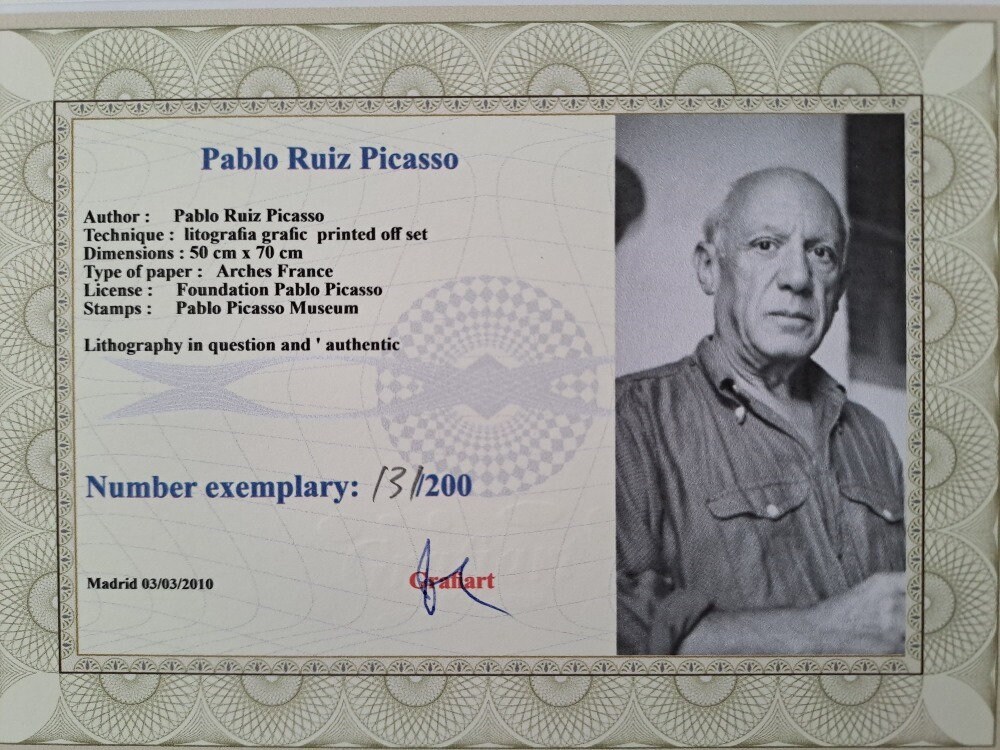 Pablo Ruiz Picasso
Author : Pablo Ruiz Picasso
Technique : litografia grafic printed off set
Dimensions : 50 cm x 70 cm
Type of paper : Arches France
License : Foundation Pablo Picasso
Stamps : Pablo Picasso Museum
Lithography in question and ' authentic
Number exemplary: 131/200
Madrid 03/03/2010
Grafiart